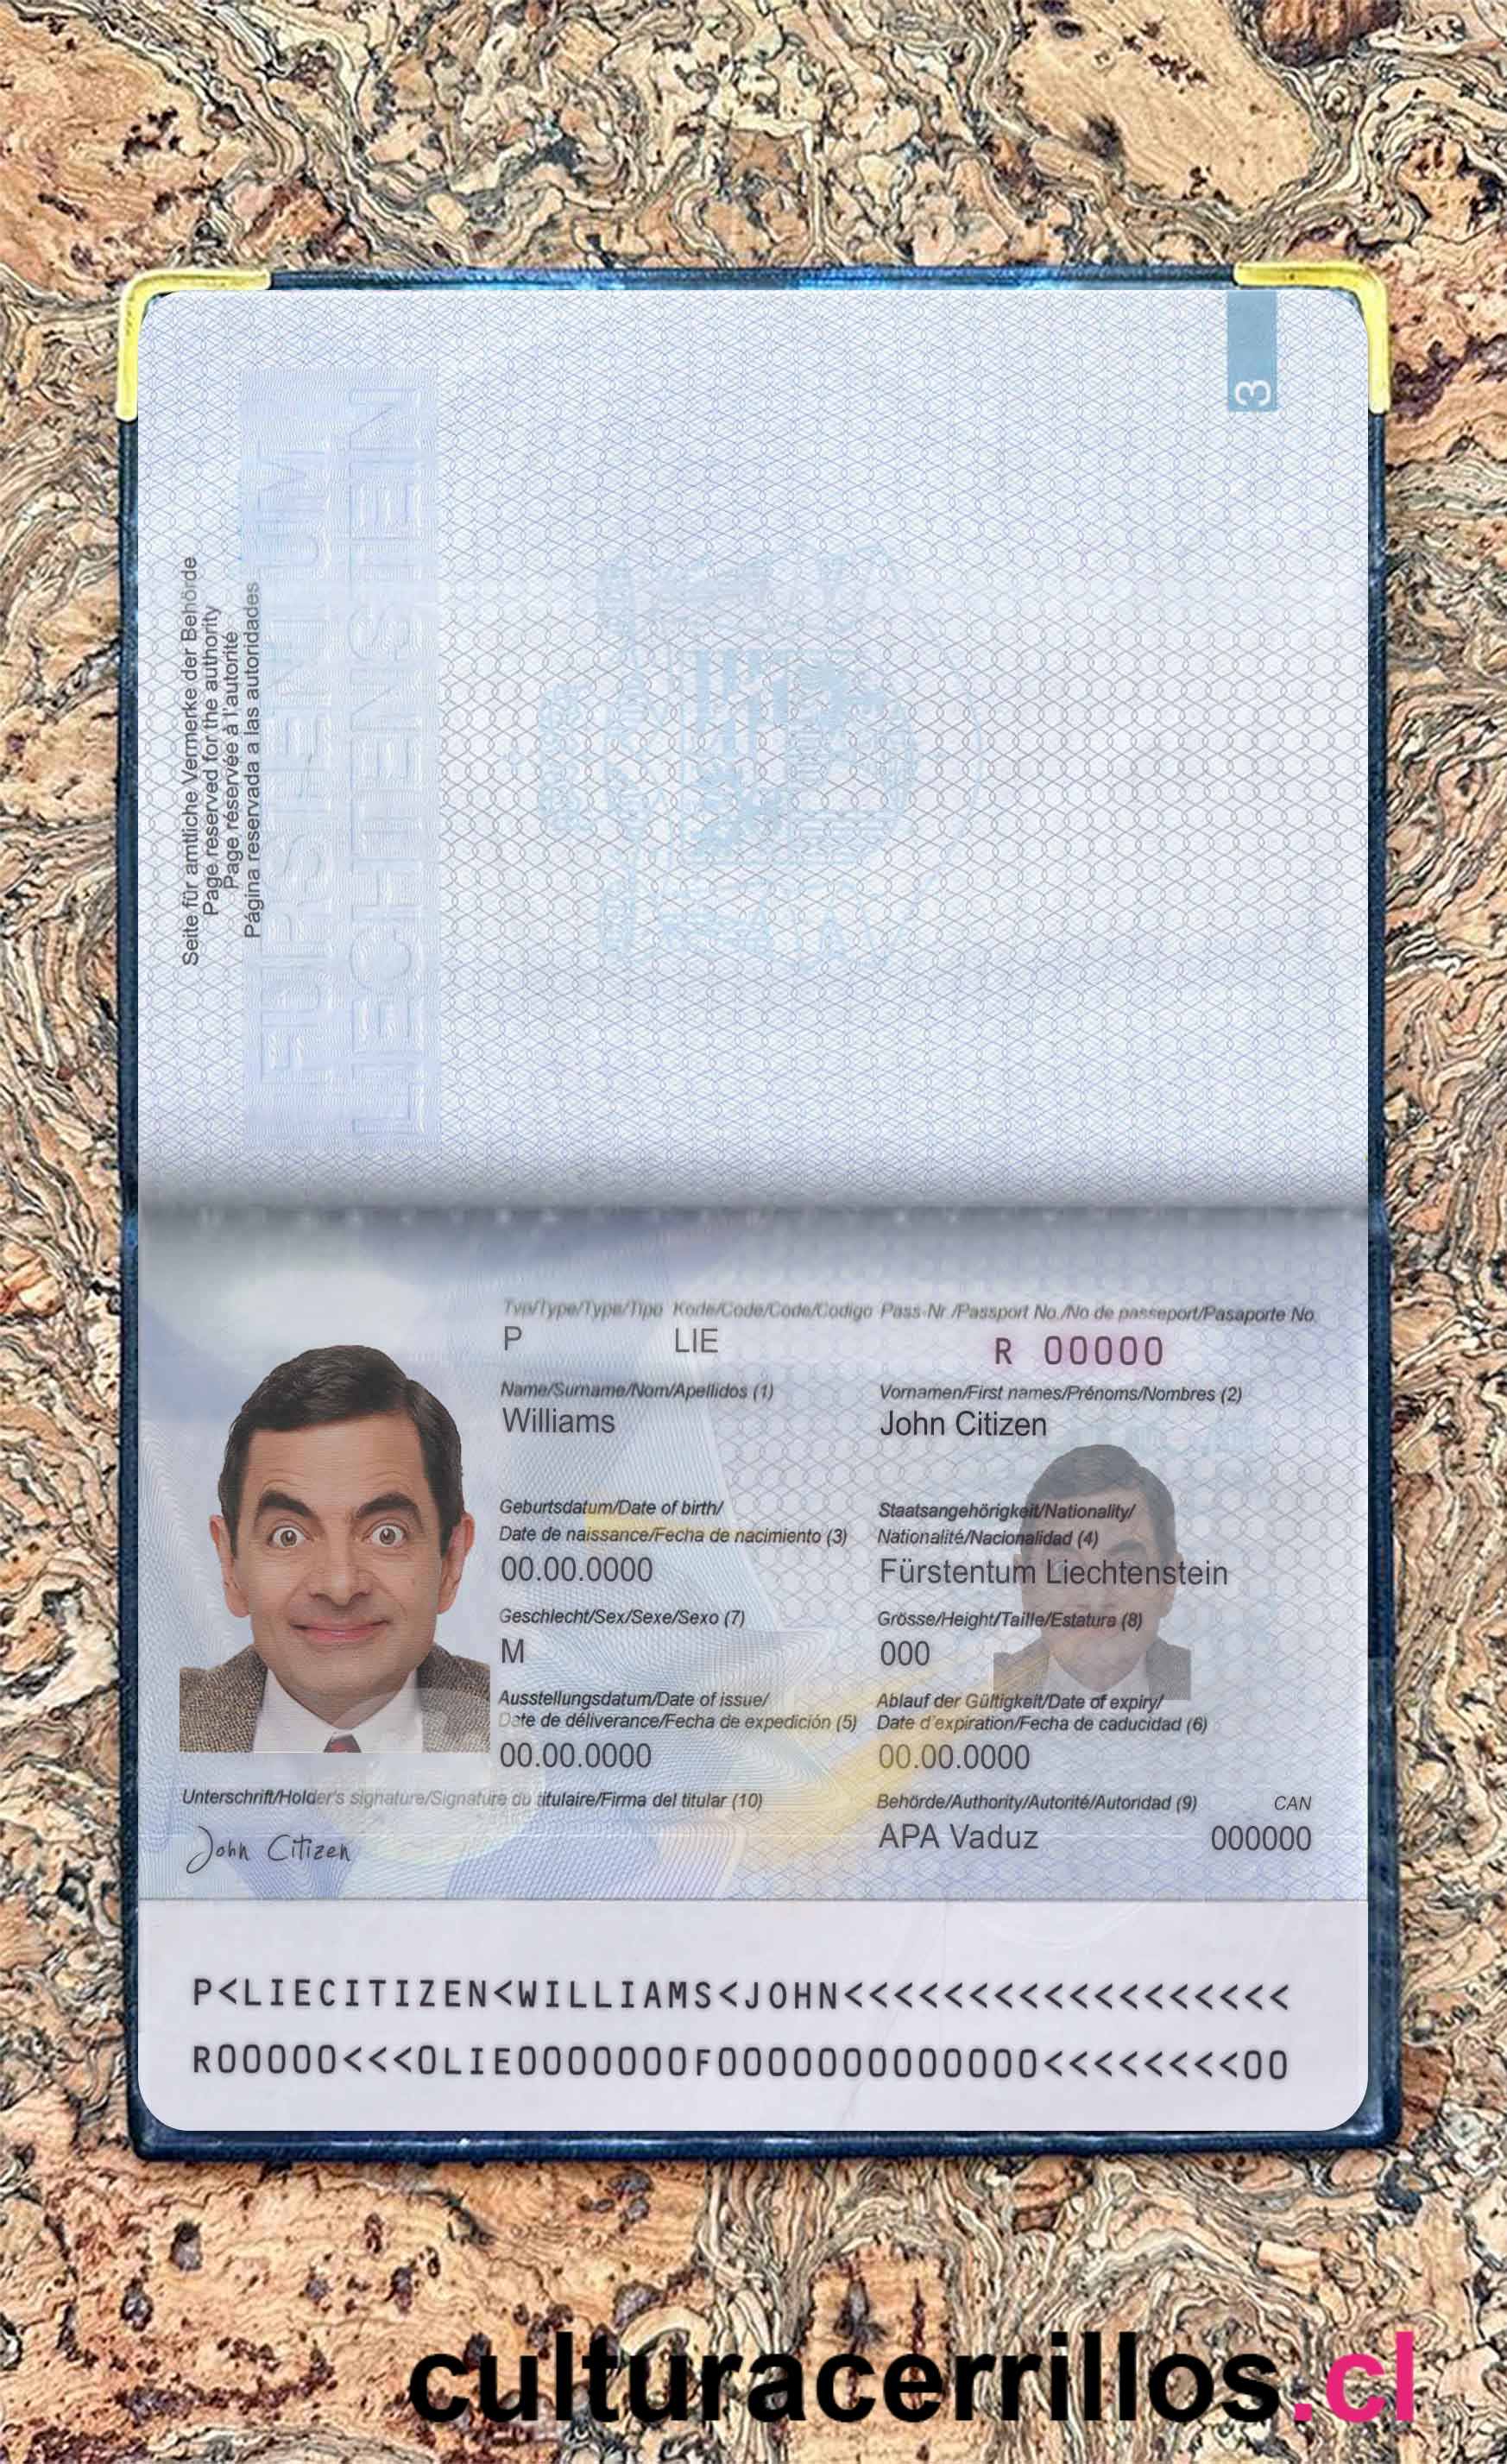 3
Seite für amtliche Vermerke der Behörde
Page reserved for the authority
Page réservée à l'autorité
Página reservada a las autoridades
FÜRSTENTUM
LIECHTENSTEIN
Typ/Type/Type/Tipo Kode/Code/Code/Codigo Pass-Nr./Passport No./No de passeport/Pasaporte No.
P LIE R 00000
Name/Surname/Nom/Apellidos (1) Vornamen/First names/Prénoms/Nombres (2)
Williams John Citizen
Geburtsdatum/Date of birth/ Staatsangehörigkeit/Nationality/
Date de naissance/Fecha de nacimiento (3) Nationalité/Nacionalidad (4)
00.00.0000 Fürstentum Liechtenstein
Geschlecht/Sex/Sexe/Sexo (7) Grösse/Height/Taille/Estatura (8)
M 000
Ausstellungsdatum/Date of issue/ Ablauf der Gültigkeit/Date of expiry/
Date de déliverance/Fecha de expedición (5) Date d'expiration/Fecha de caducidad (6)
00.00.0000 00.00.0000
Unterschrift/Holder's signature/Signature du titulaire/Firma del titular (10) Behörde/Authority/Autorité/Autoridad (9) CAN
John Citizen APA Vaduz 000000
P<LIECITIZEN<WILLIAMS<JOHN<<<<<<<<<<<<<<<<<<
R00000<<<0LIE0000000F0000000000000<<<<<<<<00
culturacerrillos.cl